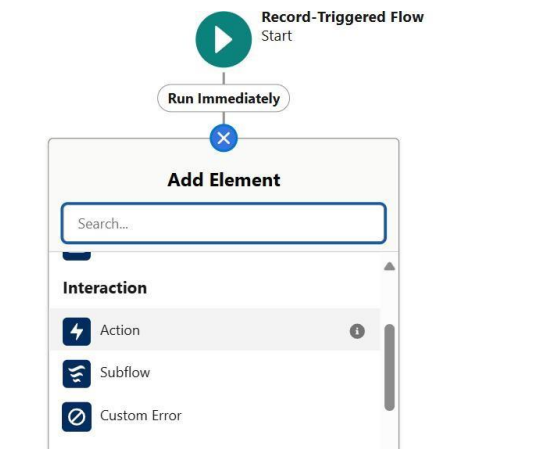 Record-Triggered Flow
Start
Run Immediately
Add Element
Search...
Interaction
Action
Subflow
Custom Error